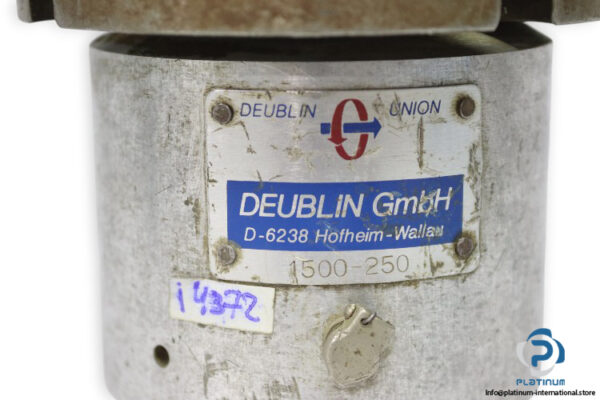 DEUBLIN UNION
DEUBLIN GmbH
D-6238 Hofheim-Wallau
1500-250
i 4372
PLATINUM
Info@platinum-international.store